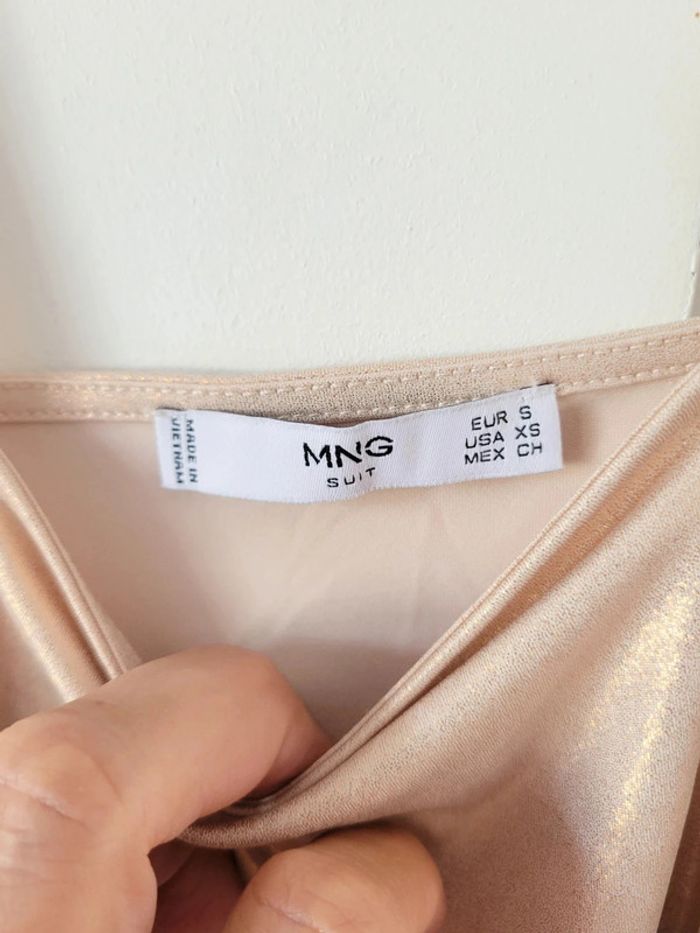 MADE IN
VIETNAM
MNG
SUIT
EUR S
USA XS
MEX CH